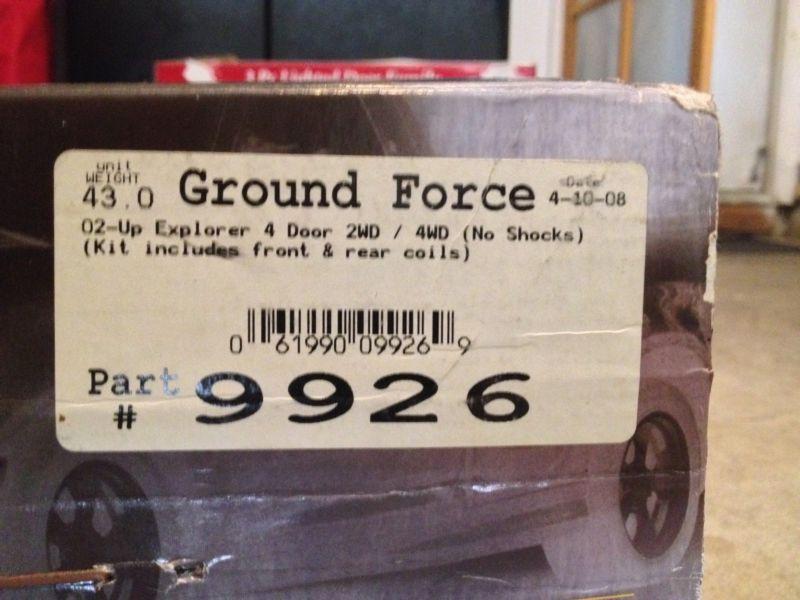 unit
WEIGHT
43.0 Ground Force Date
4-10-08
02-Up Explorer 4 Door 2WD / 4WD (No Shocks)
(Kit includes front & rear coils)
0 61990 09926 9
Part # 9926